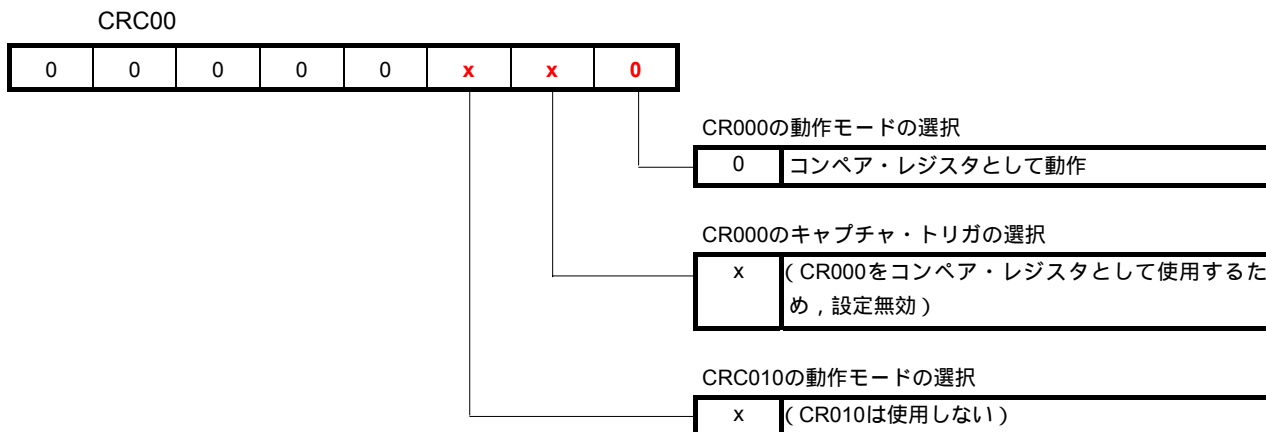 CRC00
0 0 0 0 0 x x 0
CR000の動作モードの選択
0 コンペア・レジスタとして動作
CR000のキャプチャ・トリガの選択
x (CR000をコンペア・レジスタとして使用するた
め,設定無効)
CRC010の動作モードの選択
x (CR010は使用しない)